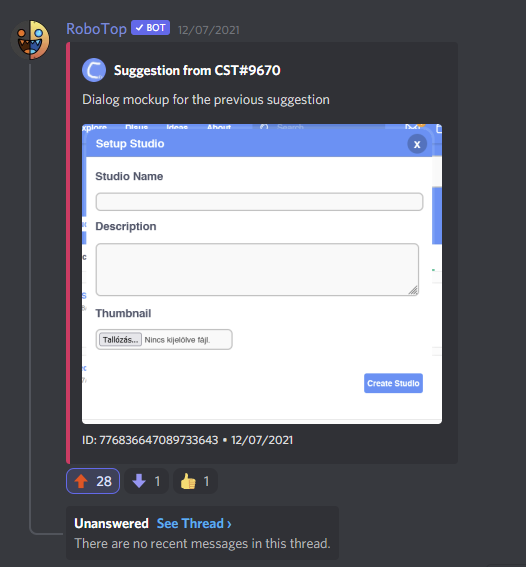 RoboTop ✓ BOT 12/07/2021
Suggestion from CST#9670
Dialog mockup for the previous suggestion
Ideas About Search
Setup Studio x
Studio Name
Description
Thumbnail
Tallózás... Nincs kijelölve fájl.
Create Studio
ID: 776836647089733643 • 12/07/2021
28 1 1
Unanswered See Thread ›
There are no recent messages in this thread.